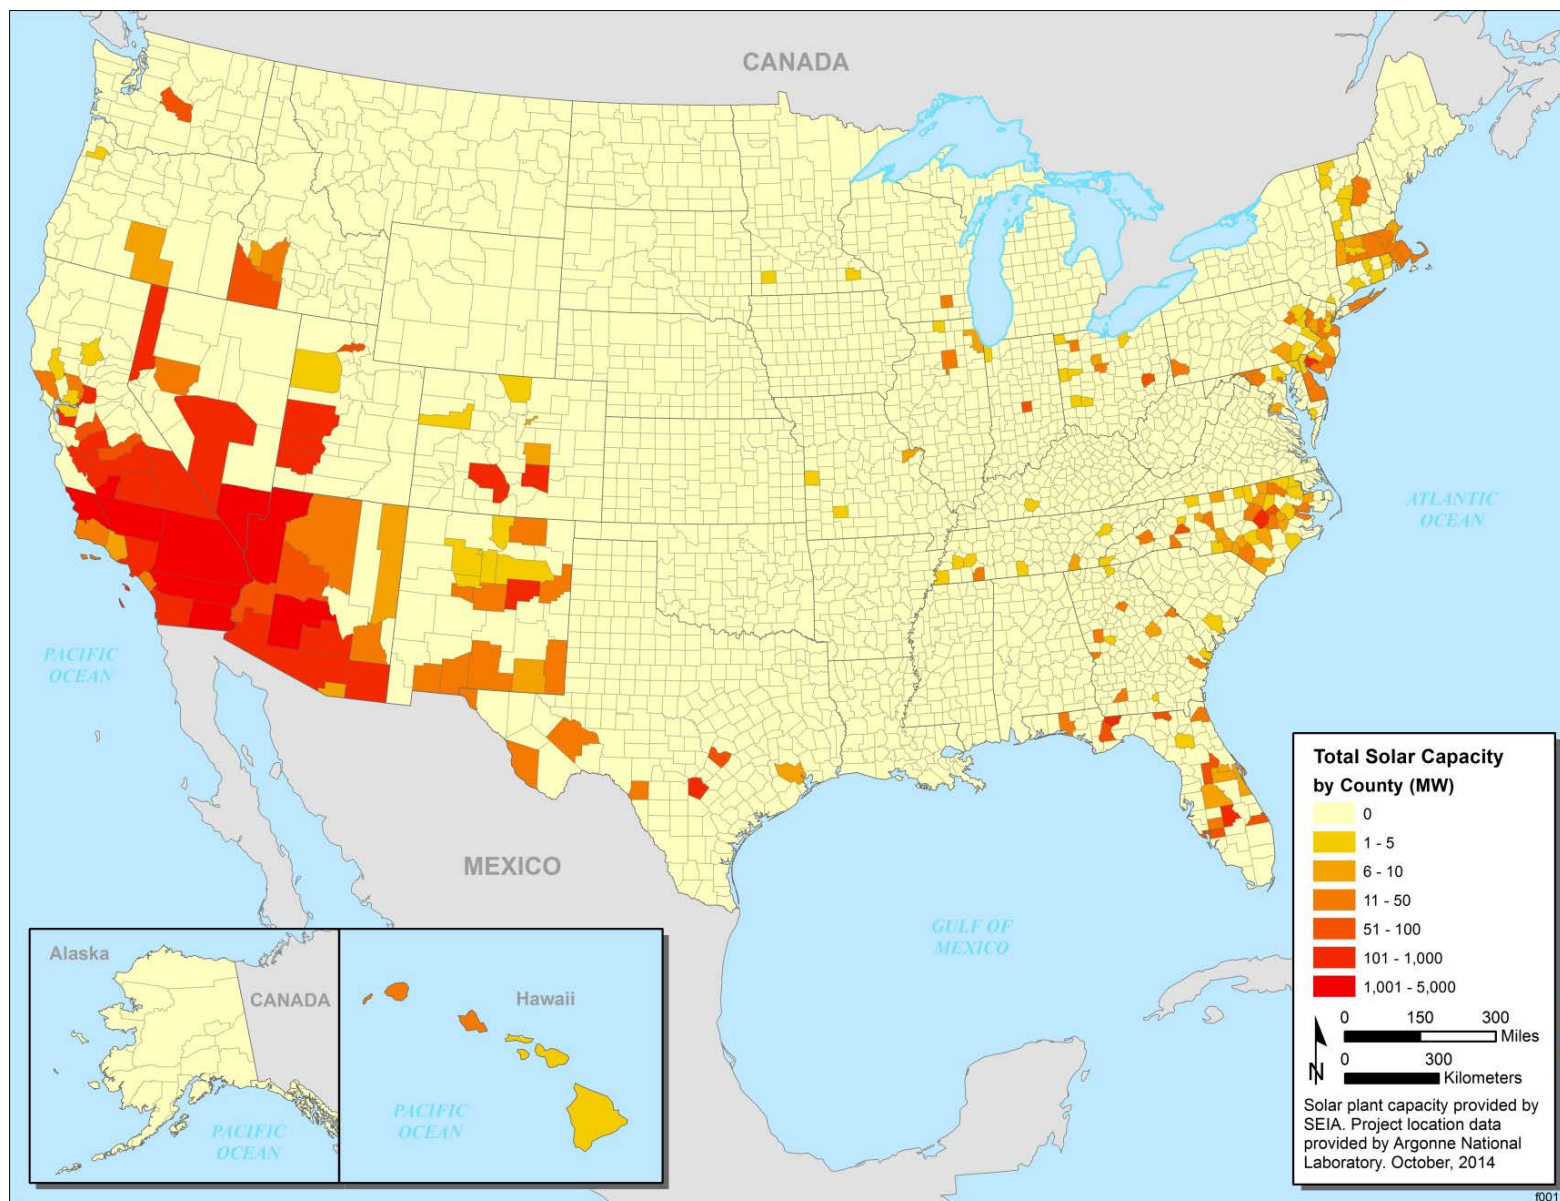 CANADA
ATLANTIC
OCEAN
PACIFIC
OCEAN
MEXICO
GULF OF
MEXICO
Alaska
CANADA
PACIFIC
OCEAN
Hawaii
PACIFIC
OCEAN
Total Solar Capacity
by County (MW)
0
1 - 5
6 - 10
11 - 50
51 - 100
101 - 1,000
1,001 - 5,000
0 150 300
Miles
0 300
Kilometers
N
Solar plant capacity provided by
SEIA. Project location data
provided by Argonne National
Laboratory. October, 2014
f001